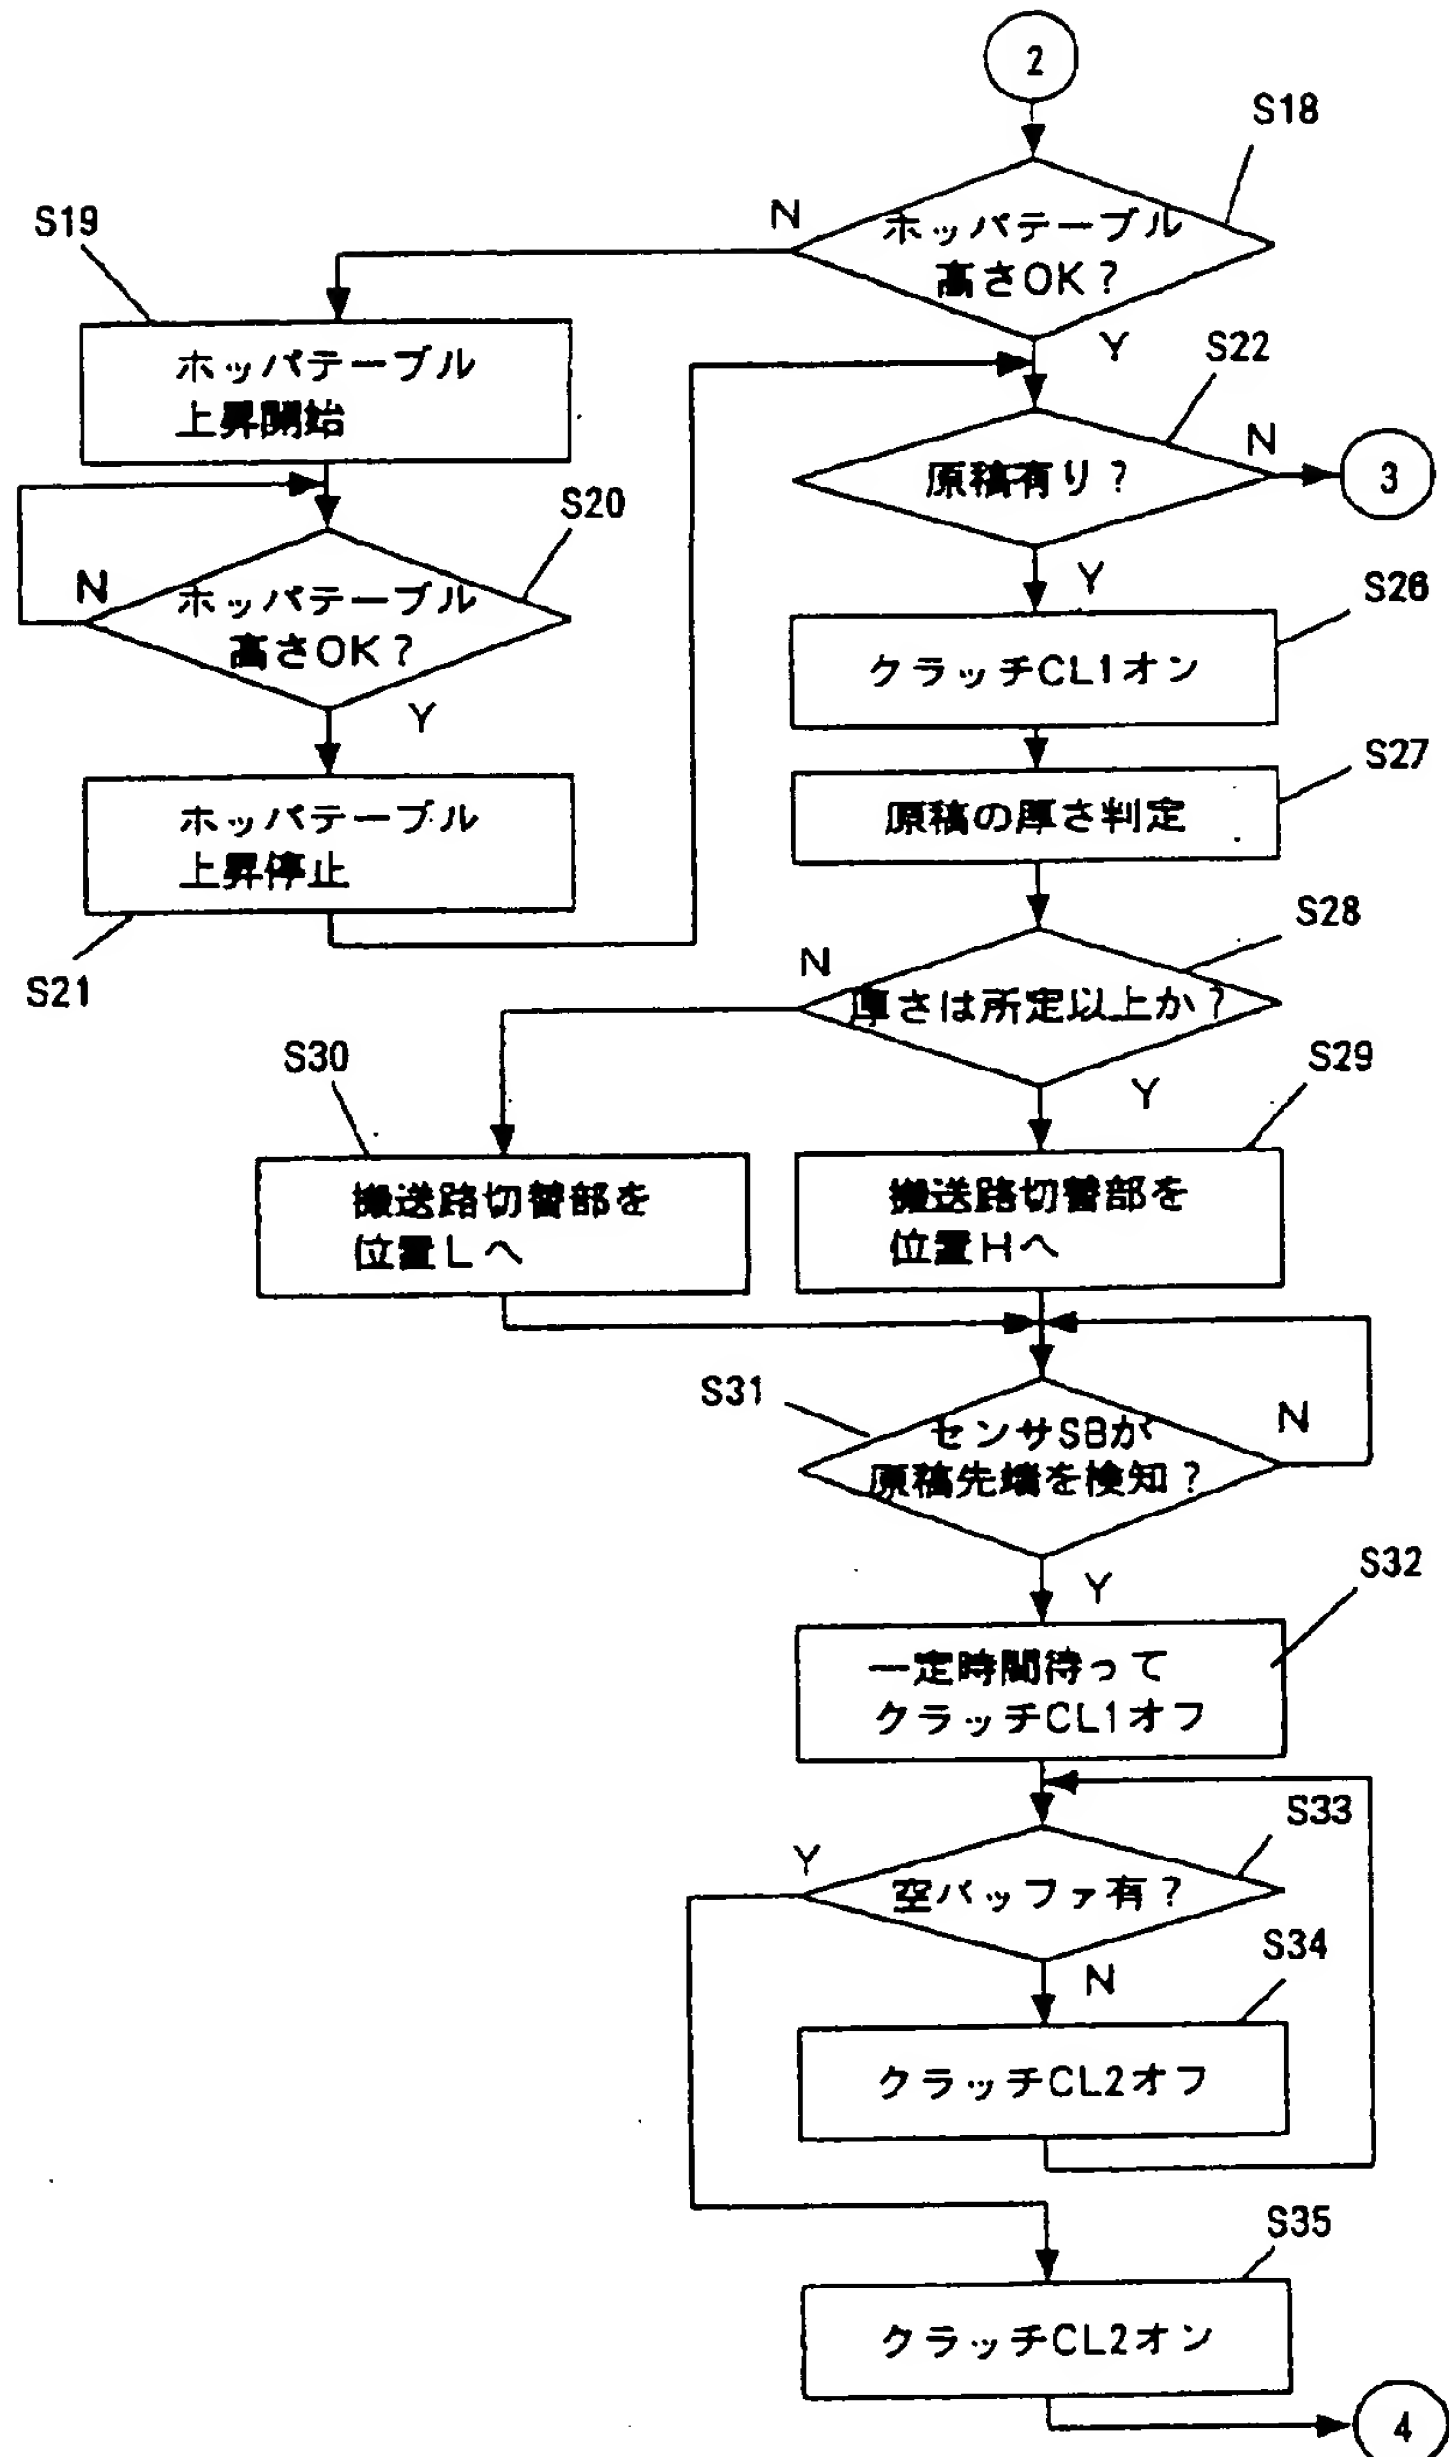 2
S18
N
ホッパテーブル
高さOK?
Y
S19
ホッパテーブル
上昇開始
S20
N
ホッパテーブル
高さOK?
Y
ホッパテーブル
上昇停止
S21
S22
原稿有り?
N
3
Y
S26
クラッチCL1オン
S27
原稿の厚さ判定
S28
N
厚さは所定以上か?
Y
S30
搬送路切替部を
位置Lへ
S29
搬送路切替部を
位置Hへ
S31
センサSBが
原稿先端を検知?
N
Y
S32
一定時間待って
クラッチCL1オフ
S33
Y
空バッファ有?
N
S34
クラッチCL2オフ
S35
クラッチCL2オン
4